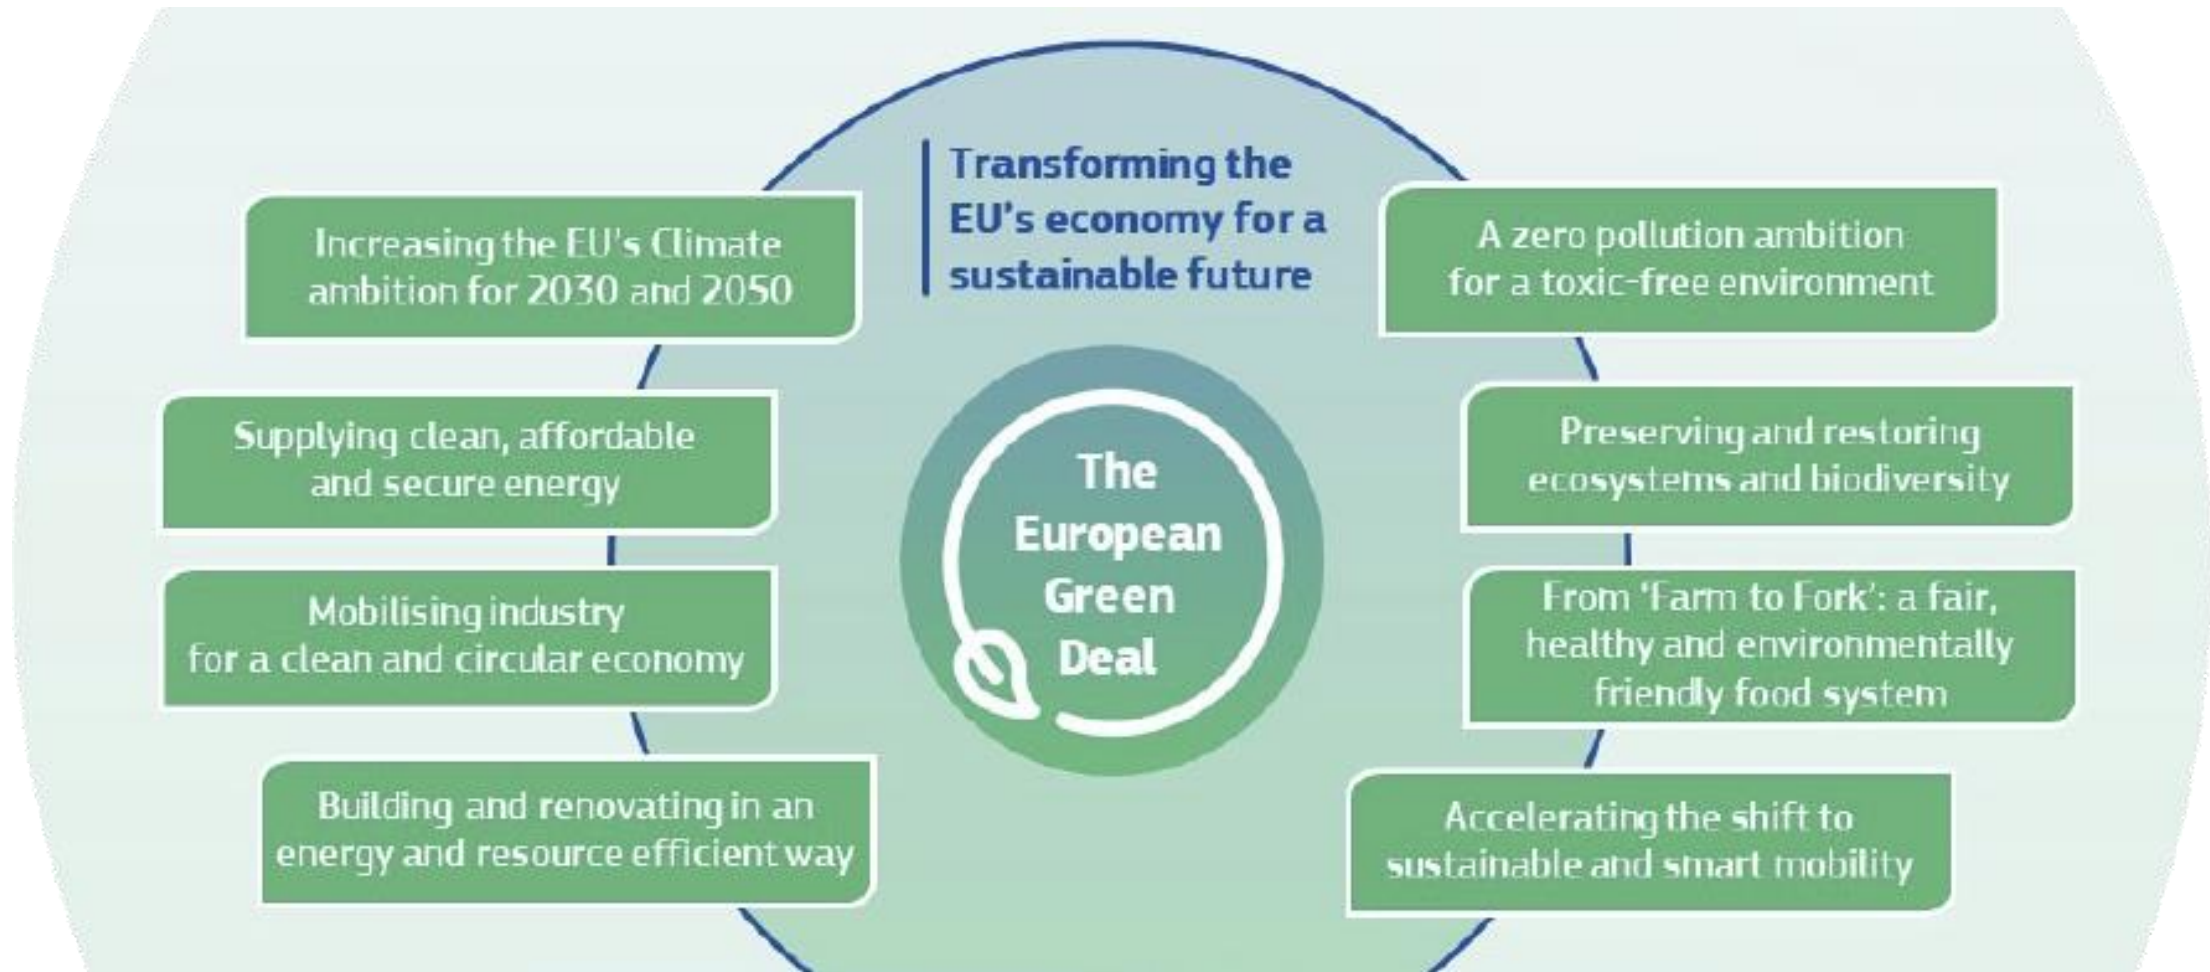 Transforming the
EU's economy for a
sustainable future
Increasing the EU's Climate
ambition for 2030 and 2050
Supplying clean, affordable
and secure energy
Mobilising industry
for a clean and circular economy
Building and renovating in an
energy and resource efficient way
The
European
Green
Deal
A zero pollution ambition
for a toxic-free environment
Preserving and restoring
ecosystems and biodiversity
From ‘Farm to Fork’: a fair,
healthy and environmentally
friendly food system
Accelerating the shift to
sustainable and smart mobility